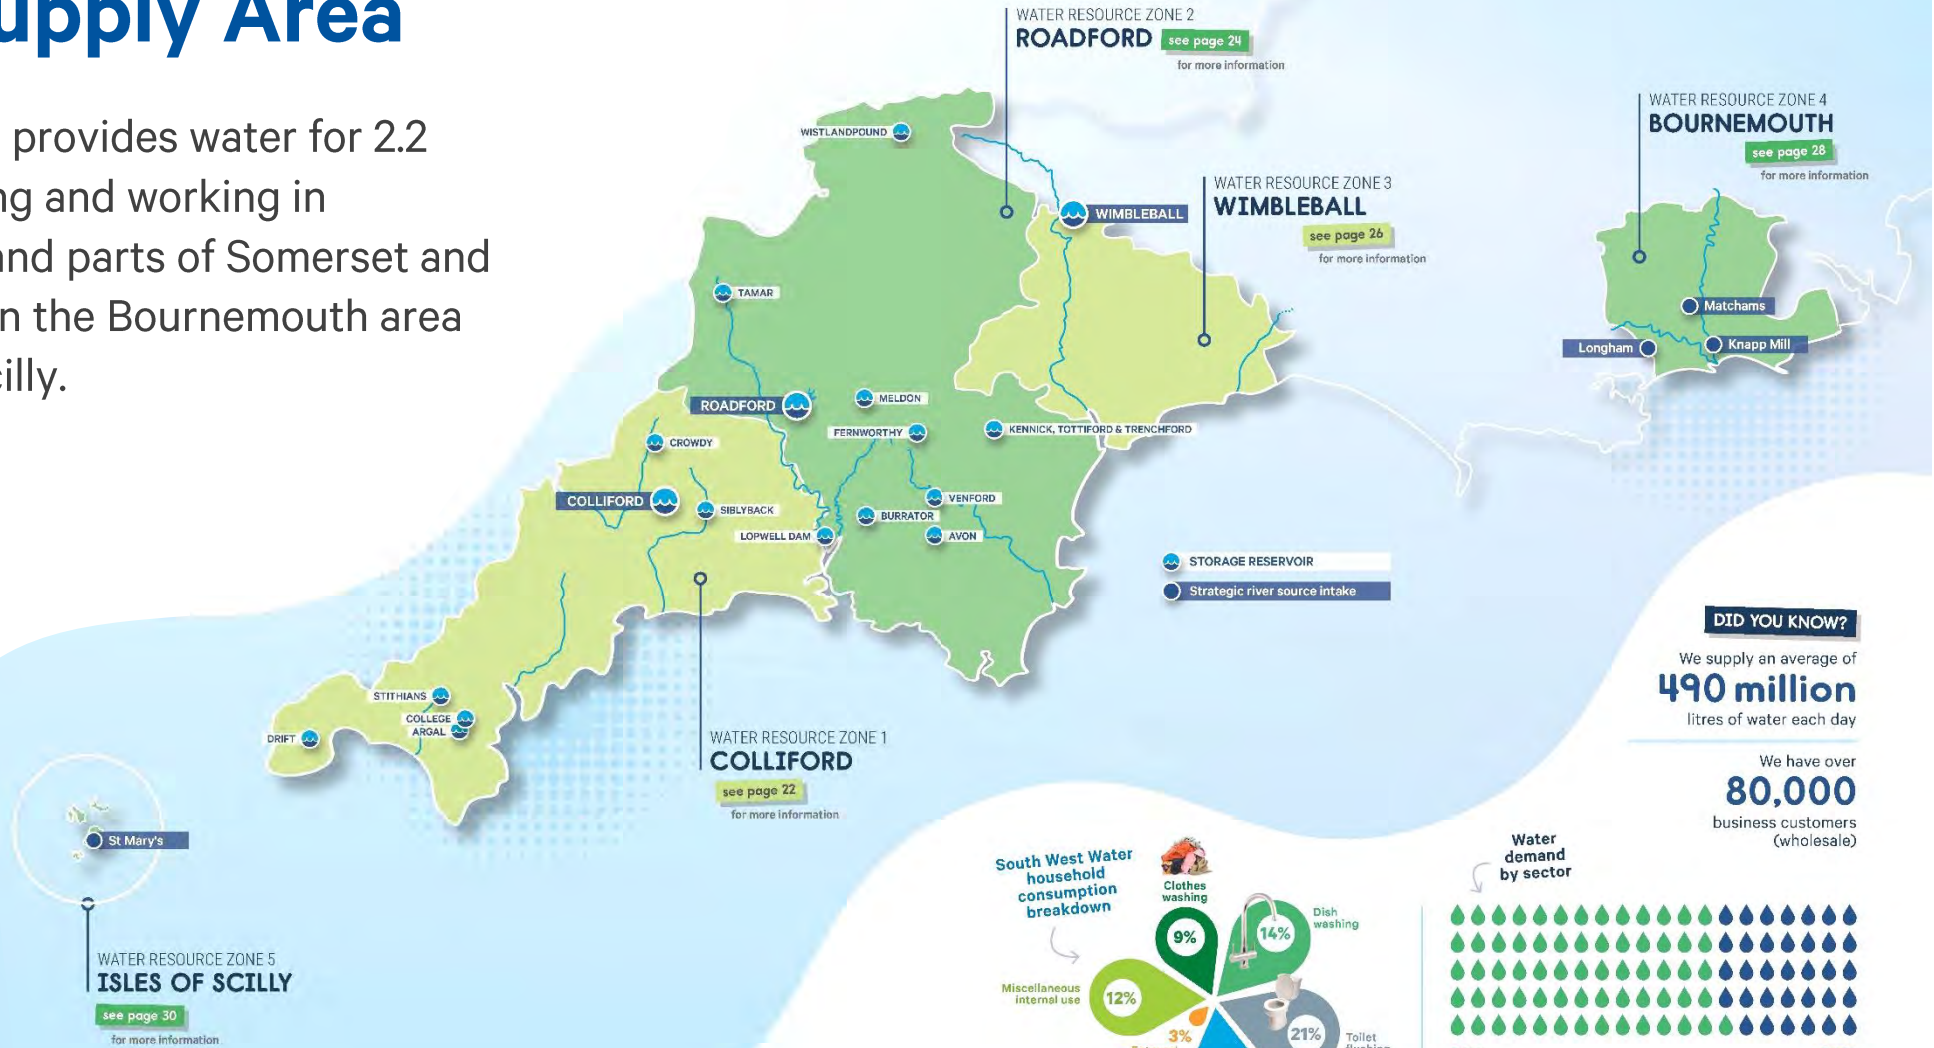 upply Area
provides water for 2.2
ng and working in
and parts of Somerset and
n the Bournemouth area
cilly.
WATER RESOURCE ZONE 2
ROADFORD see page 24
for more information
WATER RESOURCE ZONE 4
BOURNEMOUTH
see page 28
for more information
WATER RESOURCE ZONE 3
WIMBLEBALL
see page 26
for more information
WISTLANDPOUND
WIMBLEBALL
TAMAR
Matchams
Longham
Knapp Mill
ROADFORD
MELDON
FERNWORTHY
KENNICK, TOTTIFORD & TRENCHFORD
CROWDY
COLLIFORD
SIBLYBACK
VENFORD
BURRATOR
LOPWELL DAM
AVON
STORAGE RESERVOIR
Strategic river source intake
STITHIANS
COLLEGE
ARGAL
DRIFT
WATER RESOURCE ZONE 1
COLLIFORD
see page 22
for more information
St Mary's
WATER RESOURCE ZONE 5
ISLES OF SCILLY
see page 30
for more information
DID YOU KNOW?
We supply an average of
490 million
litres of water each day
We have over
80,000
business customers
(wholesale)
South West Water
household
consumption
breakdown
Clothes
washing
9%
14%
Dish
washing
Miscellaneous
internal use
12%
3%
21%
Toilet
Water
demand
by sector